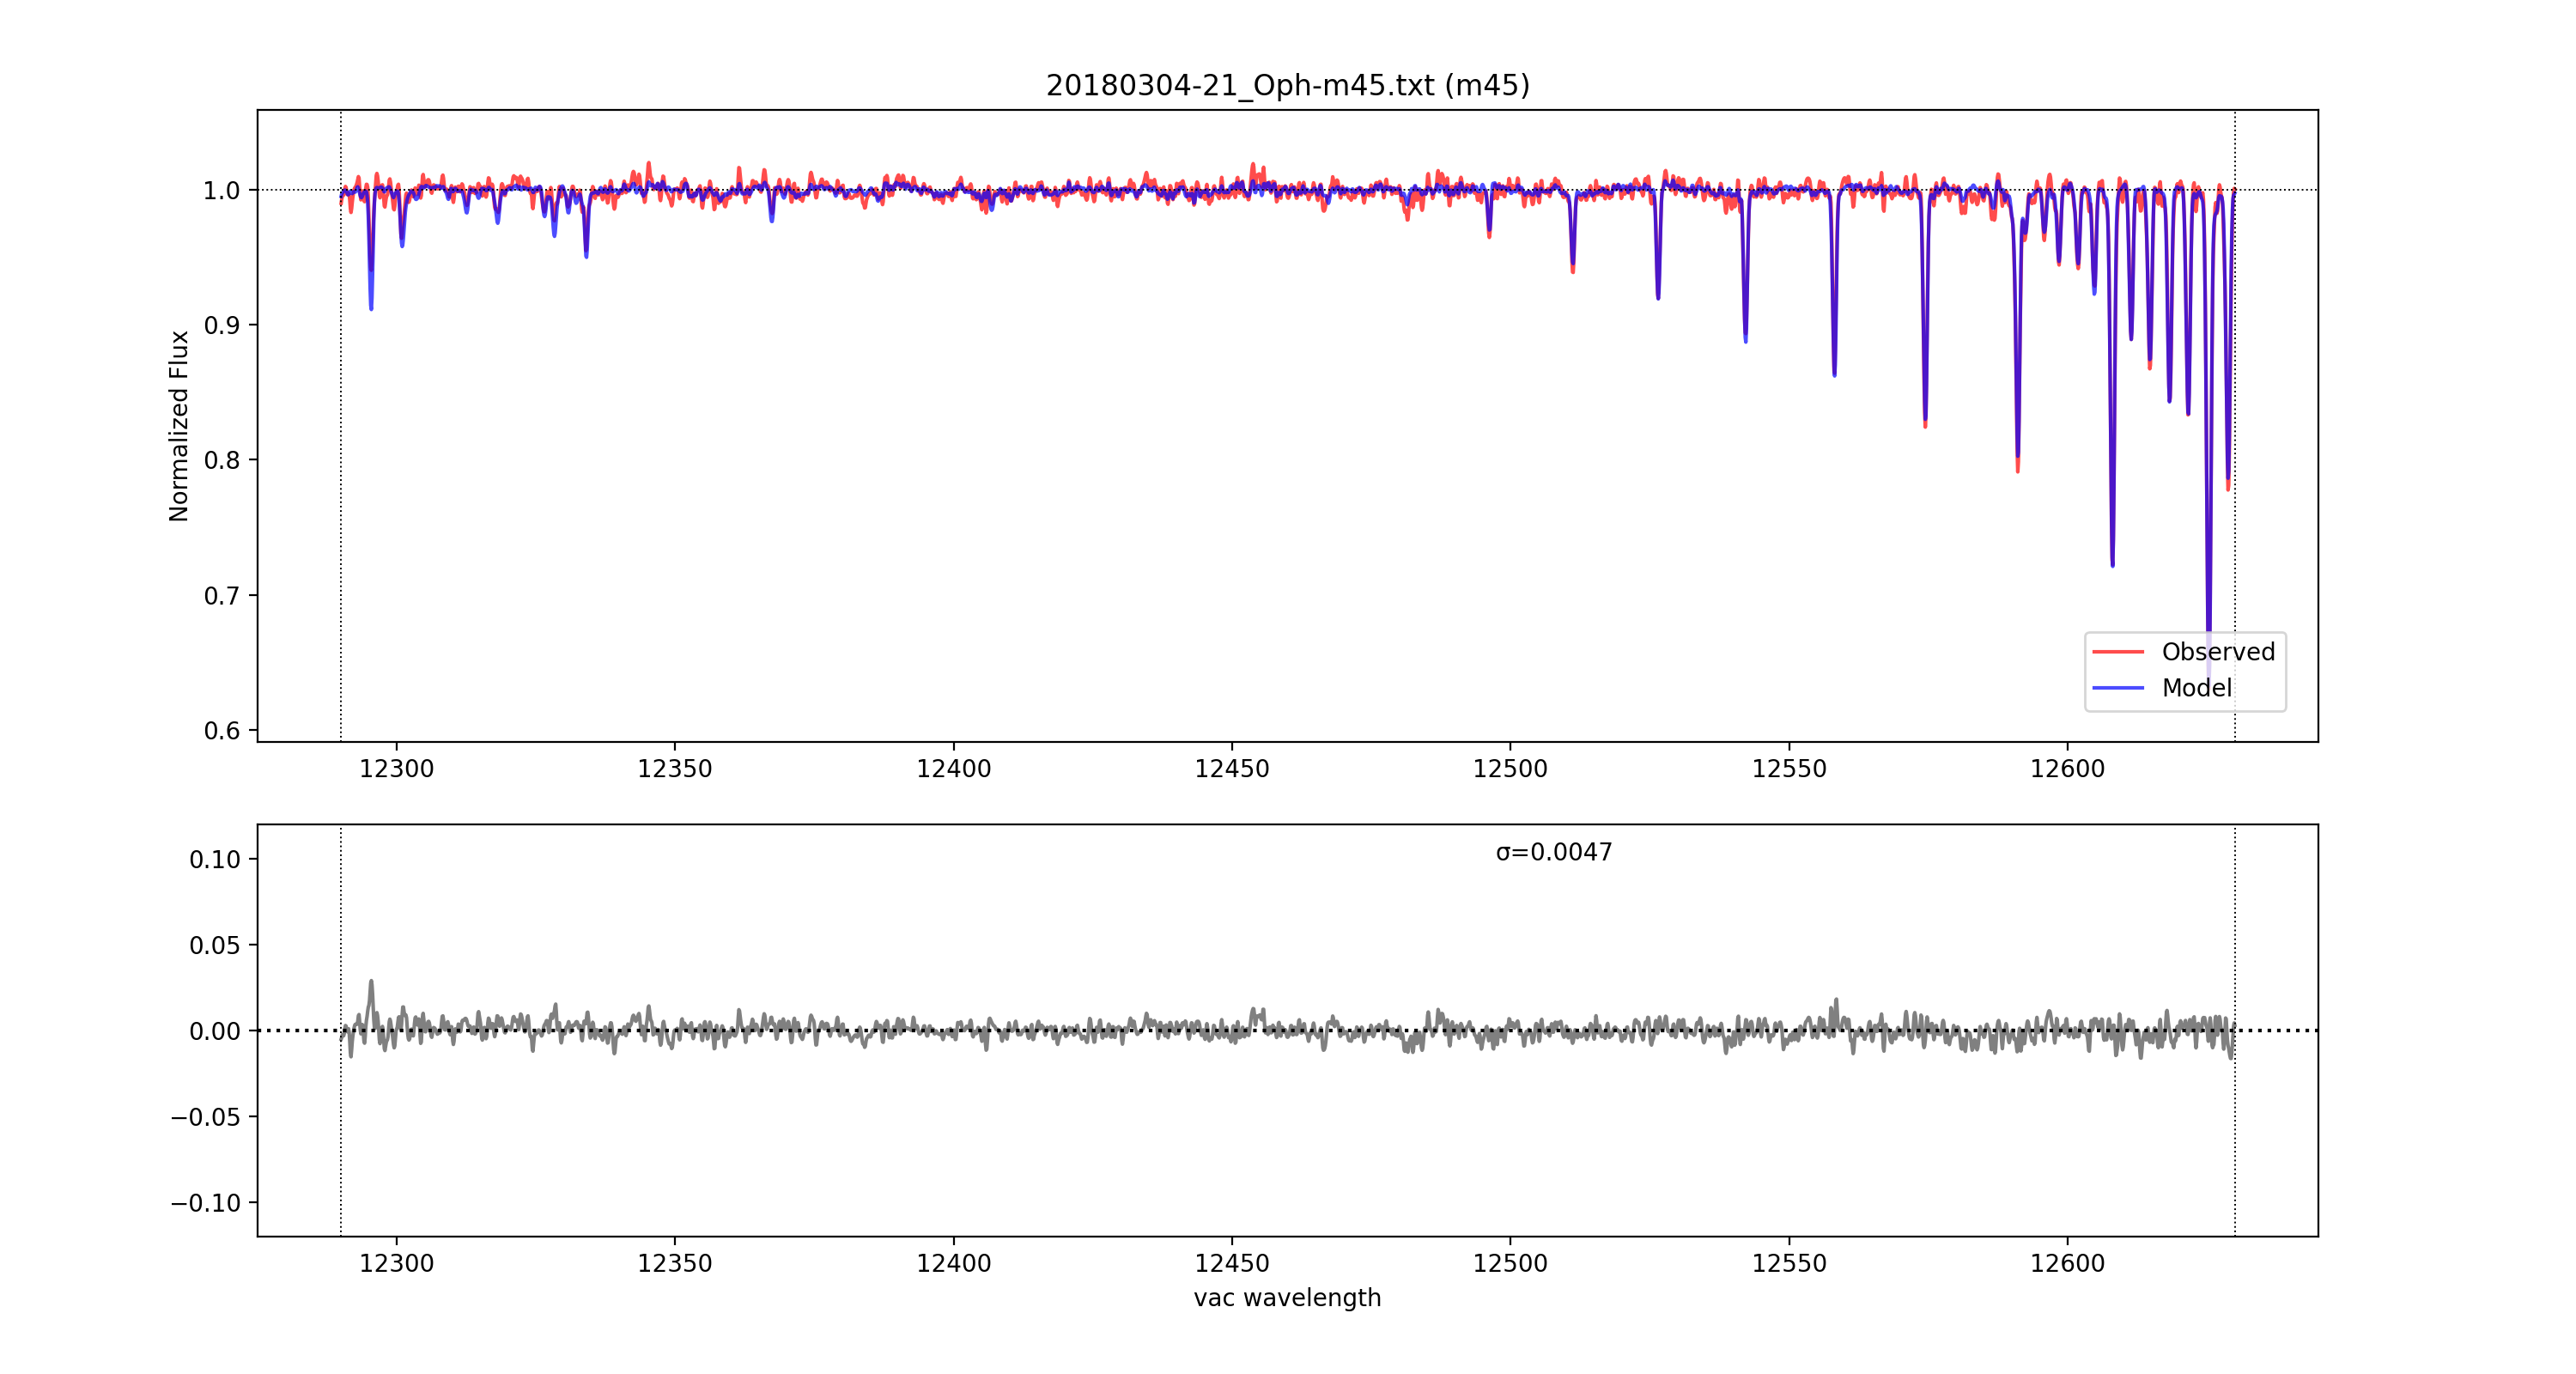 20180304-21_Oph-m45.txt (m45)
Normalized Flux
1.0
0.9
0.8
0.7
0.6
Observed
Model
12300 12350 12400 12450 12500 12550 12600
σ=0.0047
0.10
0.05
0.00
−0.05
−0.10
12300 12350 12400 12450 12500 12550 12600
vac wavelength